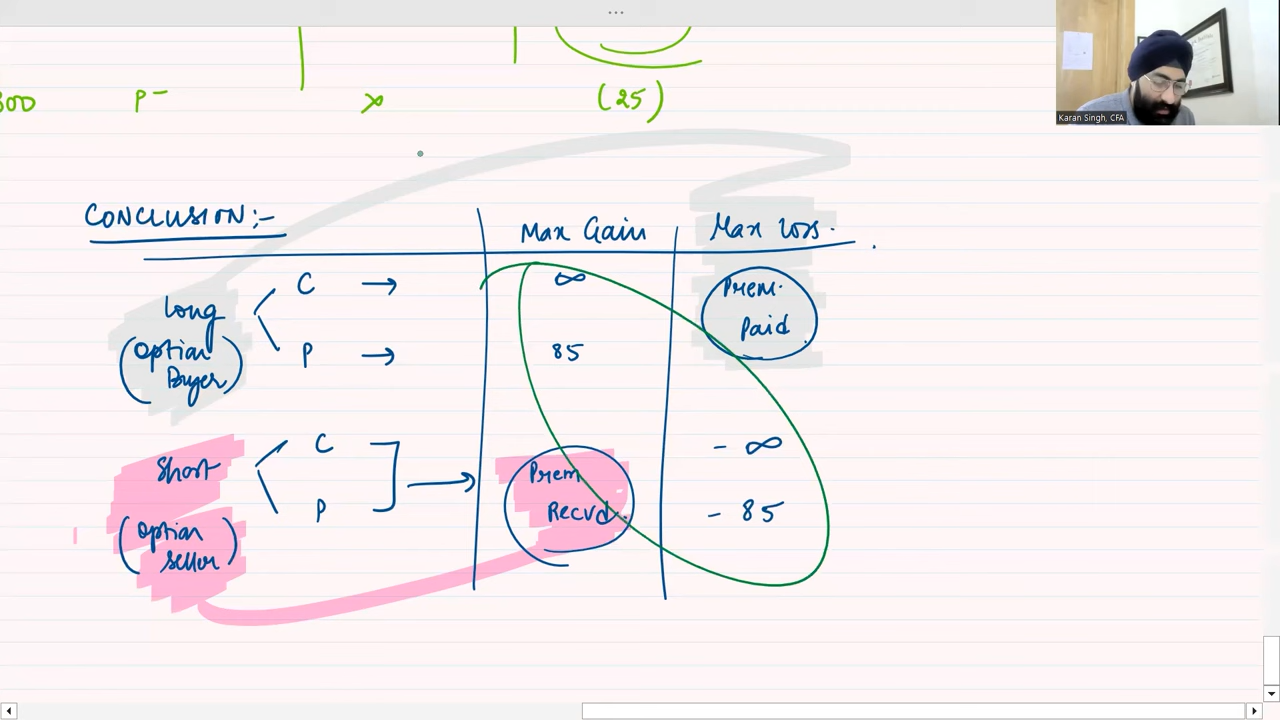 Karan Singh, CFA
300 P- x (25)
CONCLUSION:- Max Gain Max Loss.
Long C → ∞ Prem. Paid
(Option Buyer) P → 85
Short C - ∞
(Option Seller) P → Prem Recvd. - 85